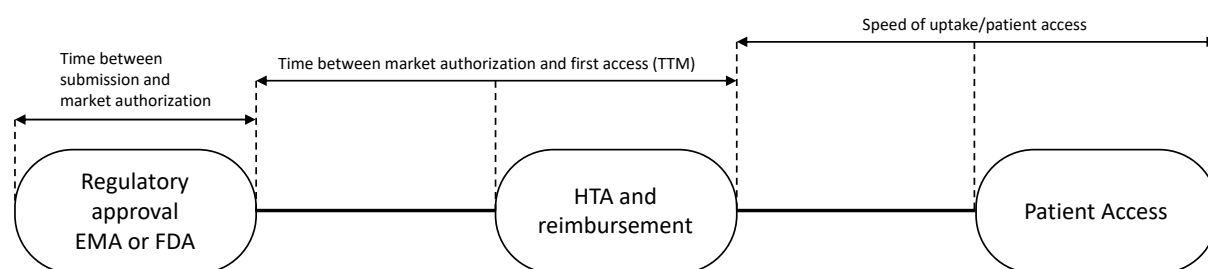 Speed of uptake/patient access
Time between
submission and
market authorization
Time between market authorization and first access (TTM)
Regulatory
approval
EMA or FDA
HTA and
reimbursement
Patient Access